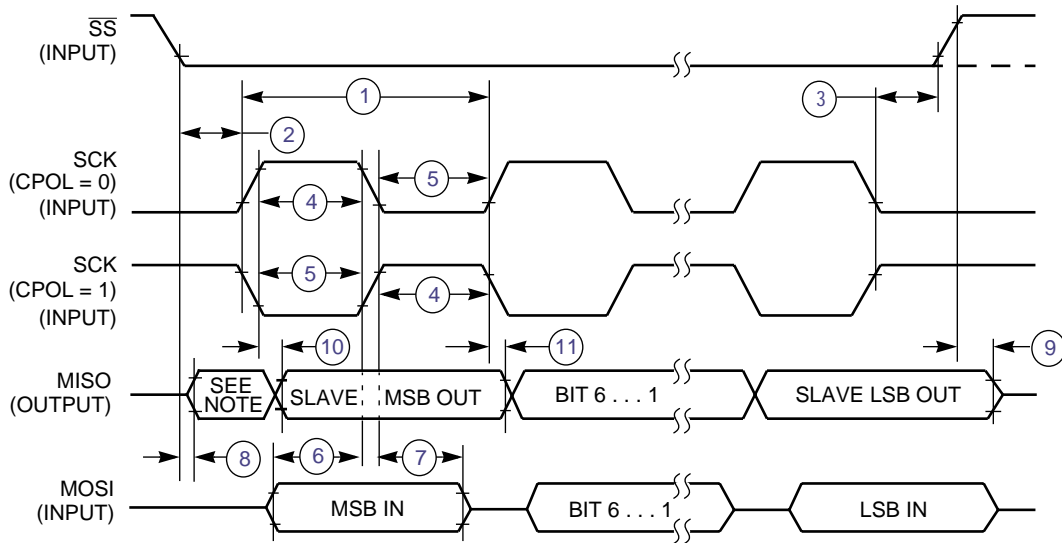 SS
(INPUT)
1
3
2
SCK
(CPOL = 0)
(INPUT)
5
4
SCK
(CPOL = 1)
(INPUT)
5
4
10
11
9
MISO
(OUTPUT)
SEE
NOTE
SLAVE
MSB OUT
BIT 6 . . . 1
SLAVE LSB OUT
8
6
7
MOSI
(INPUT)
MSB IN
BIT 6 . . . 1
LSB IN